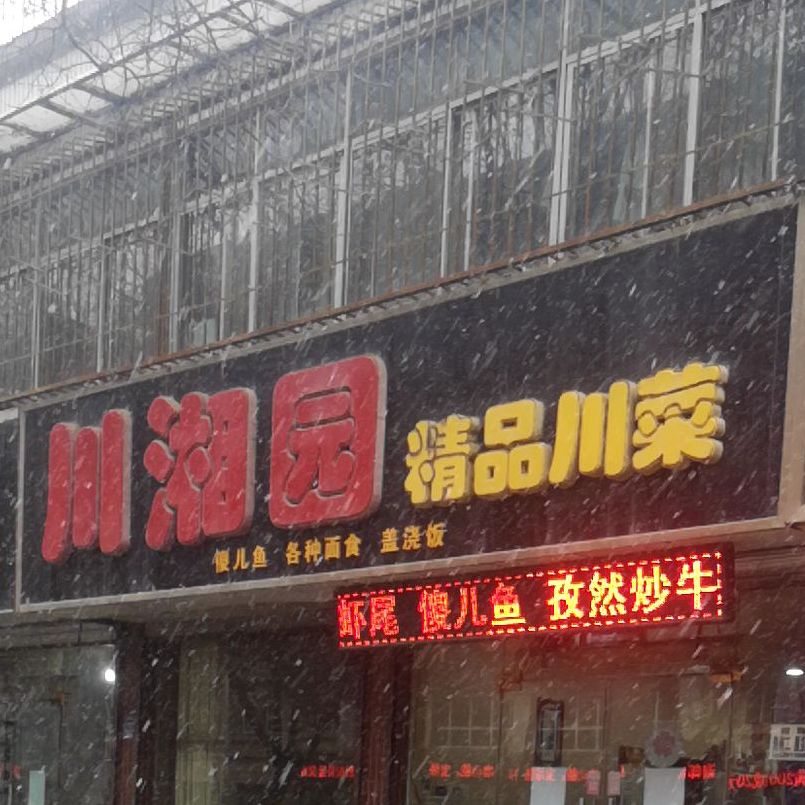 川湘园 精品川菜
傻儿鱼 各种面食 盖浇饭
虾尾 傻儿鱼 孜然炒牛